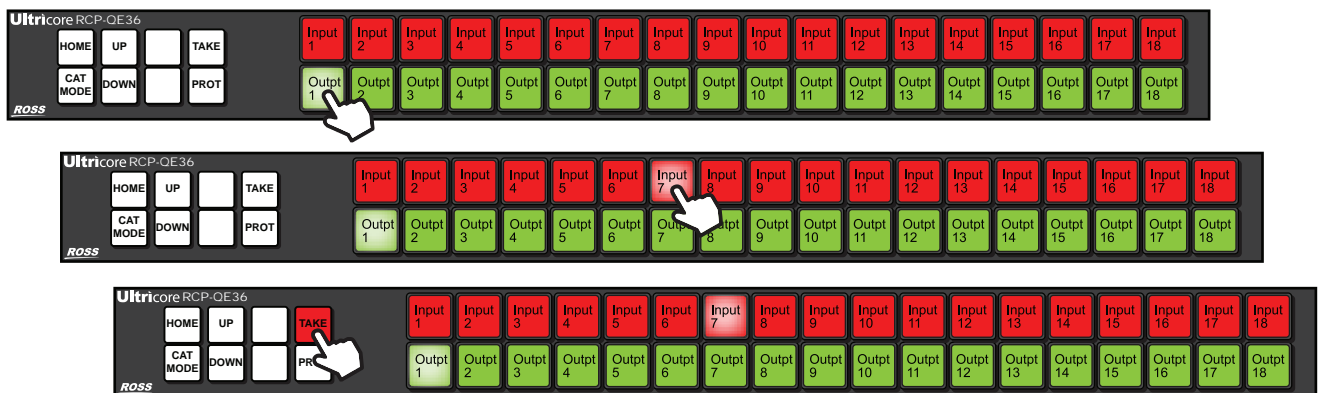 Ultricore RCP-QE36
HOME UP TAKE
CAT MODE DOWN PROT
ROSS
Input 1 Input 2 Input 3 Input 4 Input 5 Input 6 Input 7 Input 8 Input 9 Input 10 Input 11 Input 12 Input 13 Input 14 Input 15 Input 16 Input 17 Input 18
Outpt 1 Outpt 2 Outpt 3 Outpt 4 Outpt 5 Outpt 6 Outpt 7 Outpt 8 Outpt 9 Outpt 10 Outpt 11 Outpt 12 Outpt 13 Outpt 14 Outpt 15 Outpt 16 Outpt 17 Outpt 18
Ultricore RCP-QE36
HOME UP TAKE
CAT MODE DOWN PROT
ROSS
Input 1 Input 2 Input 3 Input 4 Input 5 Input 6 Input 7 Input 8 Input 9 Input 10 Input 11 Input 12 Input 13 Input 14 Input 15 Input 16 Input 17 Input 18
Outpt 1 Outpt 2 Outpt 3 Outpt 4 Outpt 5 Outpt 6 Outpt 7 Outpt 8 Outpt 9 Outpt 10 Outpt 11 Outpt 12 Outpt 13 Outpt 14 Outpt 15 Outpt 16 Outpt 17 Outpt 18
Ultricore RCP-QE36
HOME UP TAKE
CAT MODE DOWN
ROSS
Input 1 Input 2 Input 3 Input 4 Input 5 Input 6 Input 7 Input 8 Input 9 Input 10 Input 11 Input 12 Input 13 Input 14 Input 15 Input 16 Input 17 Input 18
Outpt 1 Outpt 2 Outpt 3 Outpt 4 Outpt 5 Outpt 6 Outpt 7 Outpt 8 Outpt 9 Outpt 10 Outpt 11 Outpt 12 Outpt 13 Outpt 14 Outpt 15 Outpt 16 Outpt 17 Outpt 18